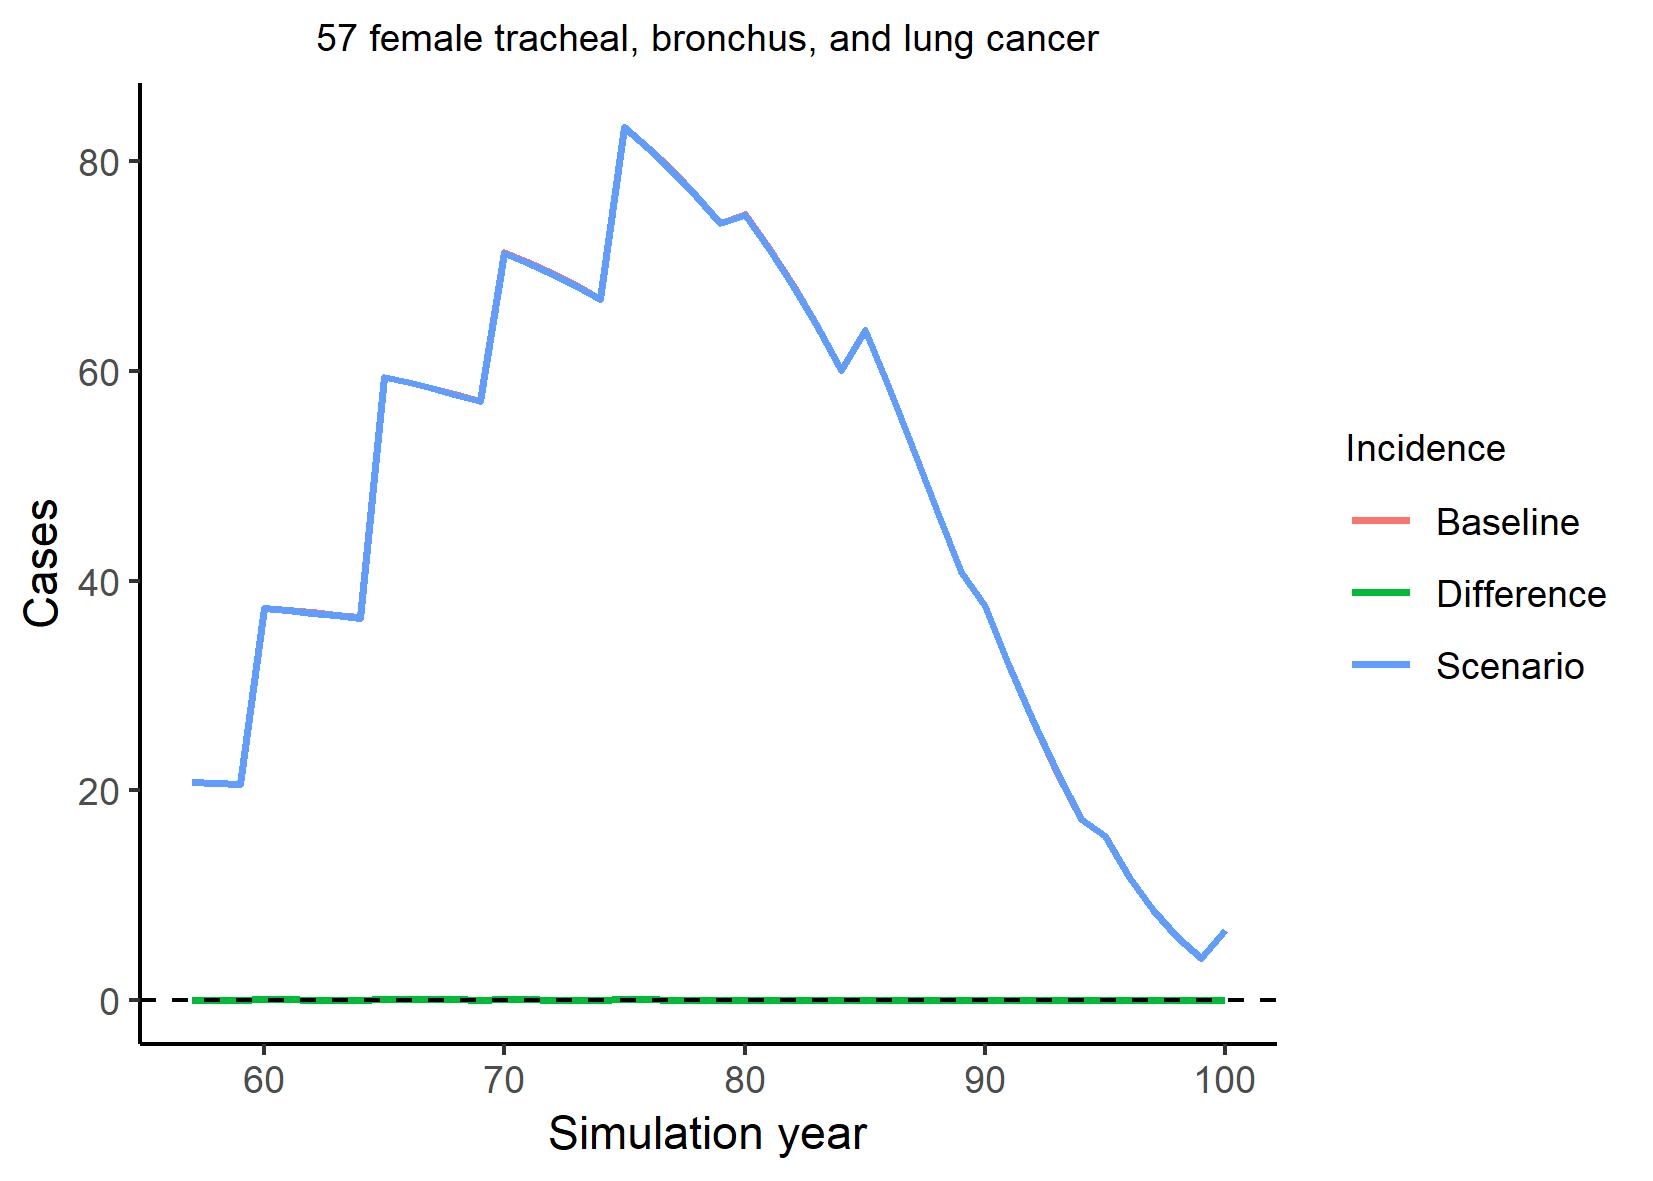 57 female tracheal, bronchus, and lung cancer
80
60
40
20
0
Cases
60 70 80 90 100
Simulation year
Incidence
Baseline
Difference
Scenario